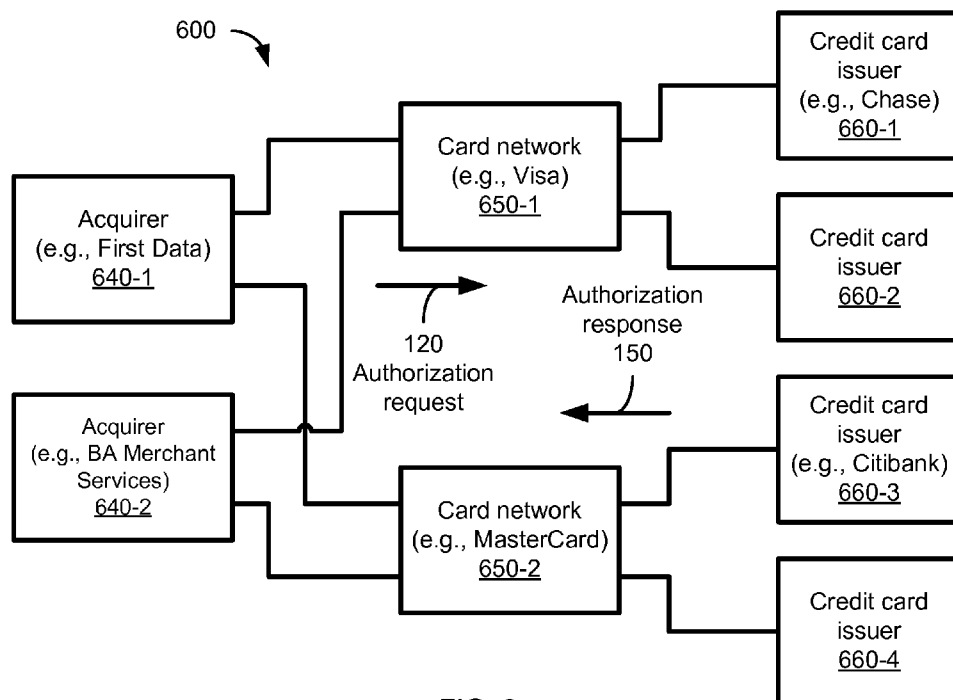 600
Acquirer
(e.g., First Data)
640-1
Acquirer
(e.g., BA Merchant
Services)
640-2
Card network
(e.g., Visa)
650-1
120
Authorization
request
Authorization
response
150
Card network
(e.g., MasterCard)
650-2
Credit card
issuer
(e.g., Chase)
660-1
Credit card
issuer
660-2
Credit card
issuer
(e.g., Citibank)
660-3
Credit card
issuer
660-4